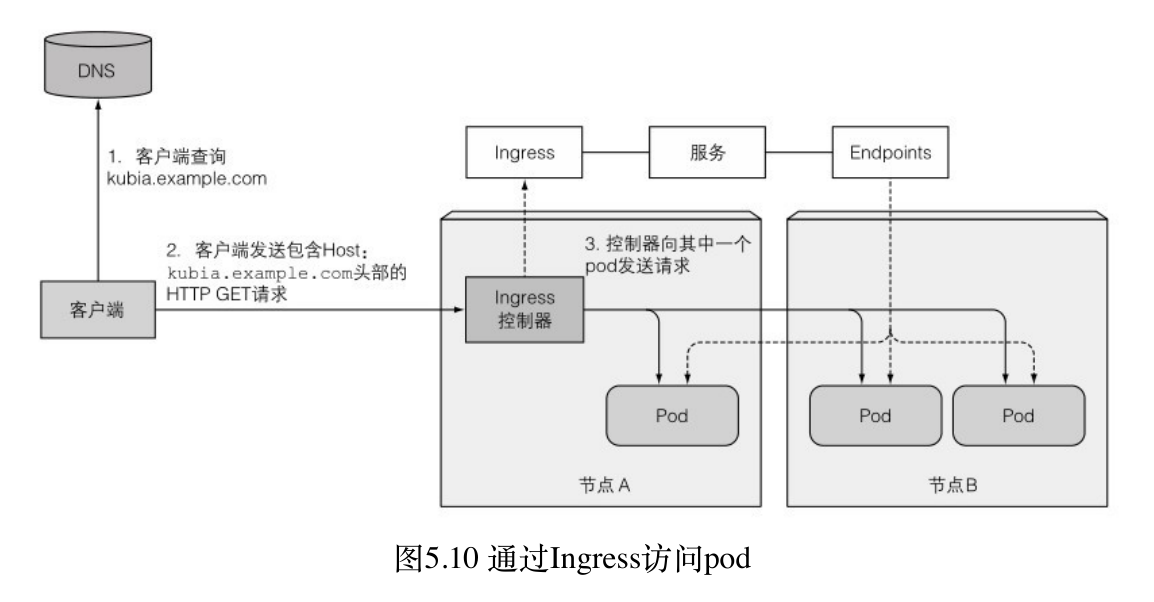 DNS
1. 客户端查询
kubia.example.com
Ingress
服务
Endpoints
2. 客户端发送包含Host：
kubia.example.com头部的
HTTP GET请求
3. 控制器向其中一个
pod发送请求
客户端
Ingress
控制器
Pod
Pod
Pod
节点 A
节点B
图5.10 通过Ingress访问pod